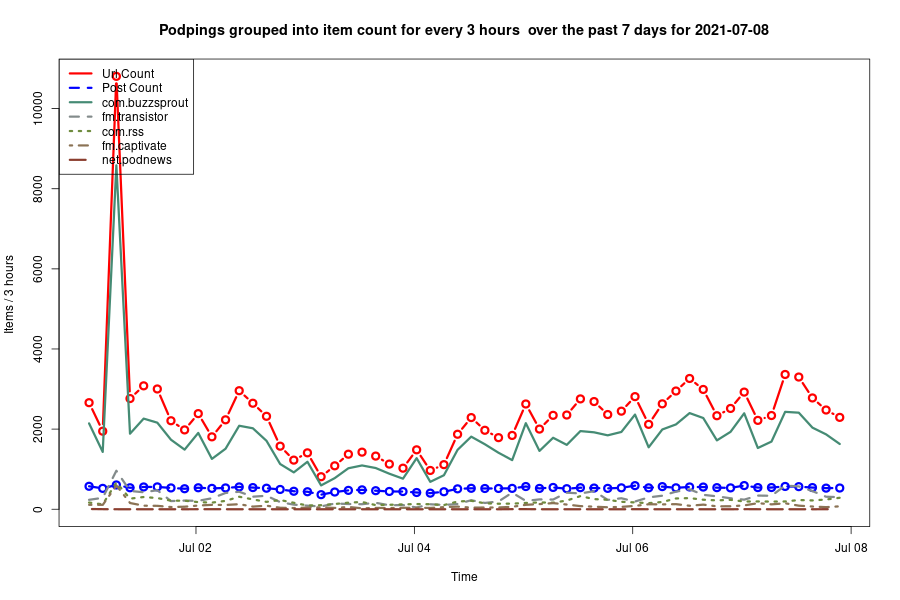 Podpings grouped into item count for every 3 hours  over the past 7 days for 2021-07-08
Url Count
Post Count
com.buzzsprout
fm.transistor
com.rss
fm.captivate
net.podnews
Items / 3 hours
10000
8000
6000
4000
2000
0
Jul 02
Jul 04
Jul 06
Jul 08
Time